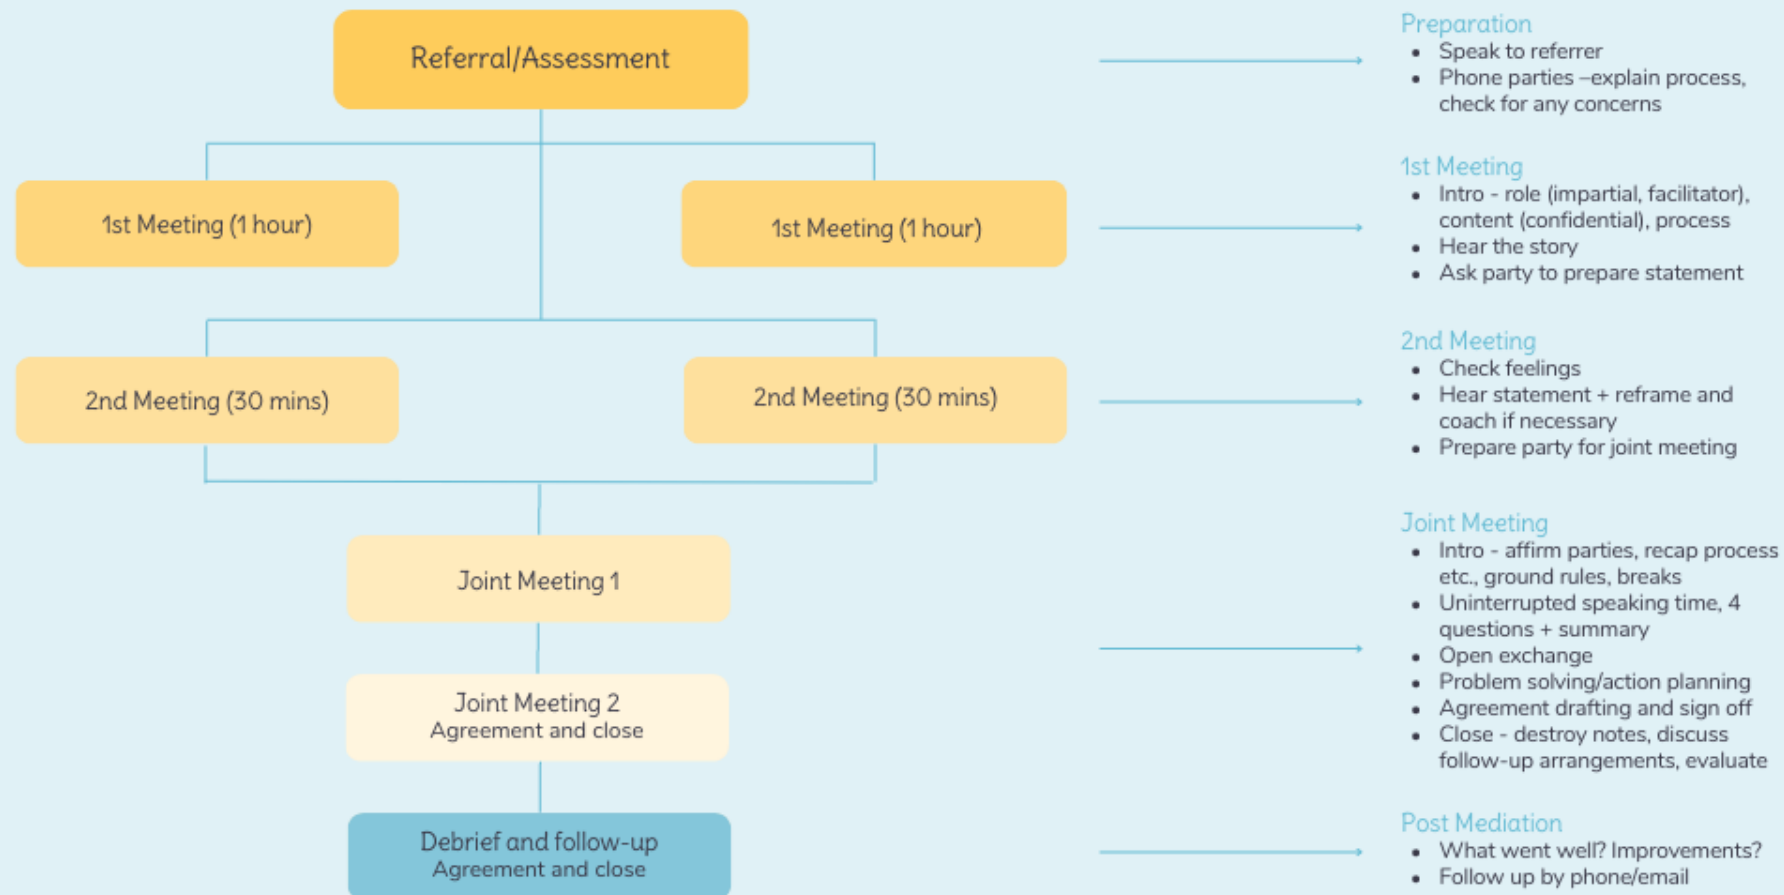 Referral/Assessment
Preparation
• Speak to referrer
• Phone parties –explain process,
check for any concerns
1st Meeting (1 hour)
1st Meeting (1 hour)
1st Meeting
• Intro - role (impartial, facilitator),
content (confidential), process
• Hear the story
• Ask party to prepare statement
2nd Meeting (30 mins)
2nd Meeting (30 mins)
2nd Meeting
• Check feelings
• Hear statement + reframe and
coach if necessary
• Prepare party for joint meeting
Joint Meeting 1
Joint Meeting 2
Agreement and close
Joint Meeting
• Intro - affirm parties, recap process
etc., ground rules, breaks
• Uninterrupted speaking time, 4
questions + summary
• Open exchange
• Problem solving/action planning
• Agreement drafting and sign off
• Close - destroy notes, discuss
follow-up arrangements, evaluate
Debrief and follow-up
Agreement and close
Post Mediation
• What went well? Improvements?
• Follow up by phone/email